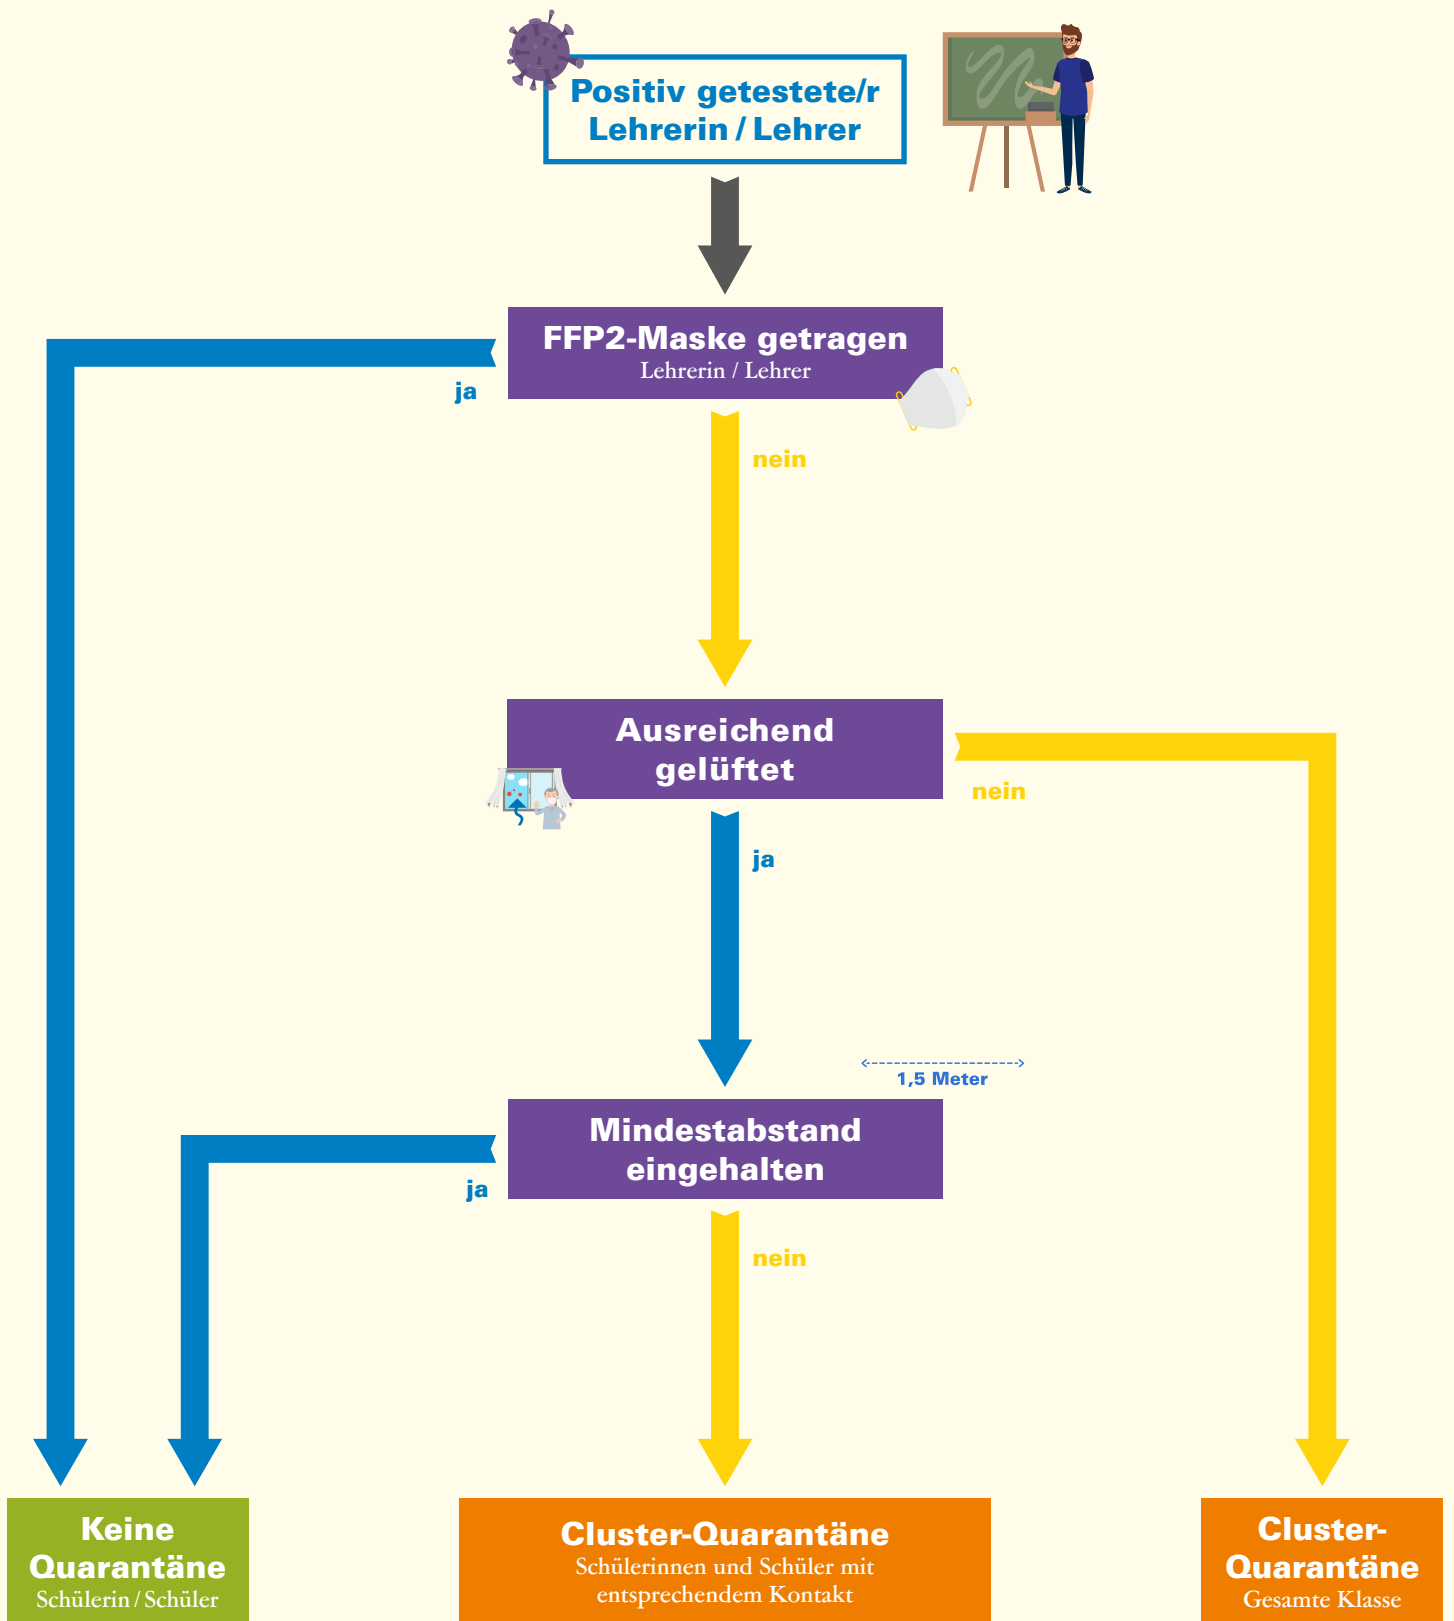 Positiv getestete/r
Lehrerin / Lehrer
FFP2-Maske getragen
Lehrerin / Lehrer
ja
nein
Ausreichend
gelüftet
nein
ja
1,5 Meter
Mindestabstand
eingehalten
ja
nein
Keine
Quarantäne
Schülerin / Schüler
Cluster-Quarantäne
Schülerinnen und Schüler mit
entsprechendem Kontakt
Cluster-
Quarantäne
Gesamte Klasse